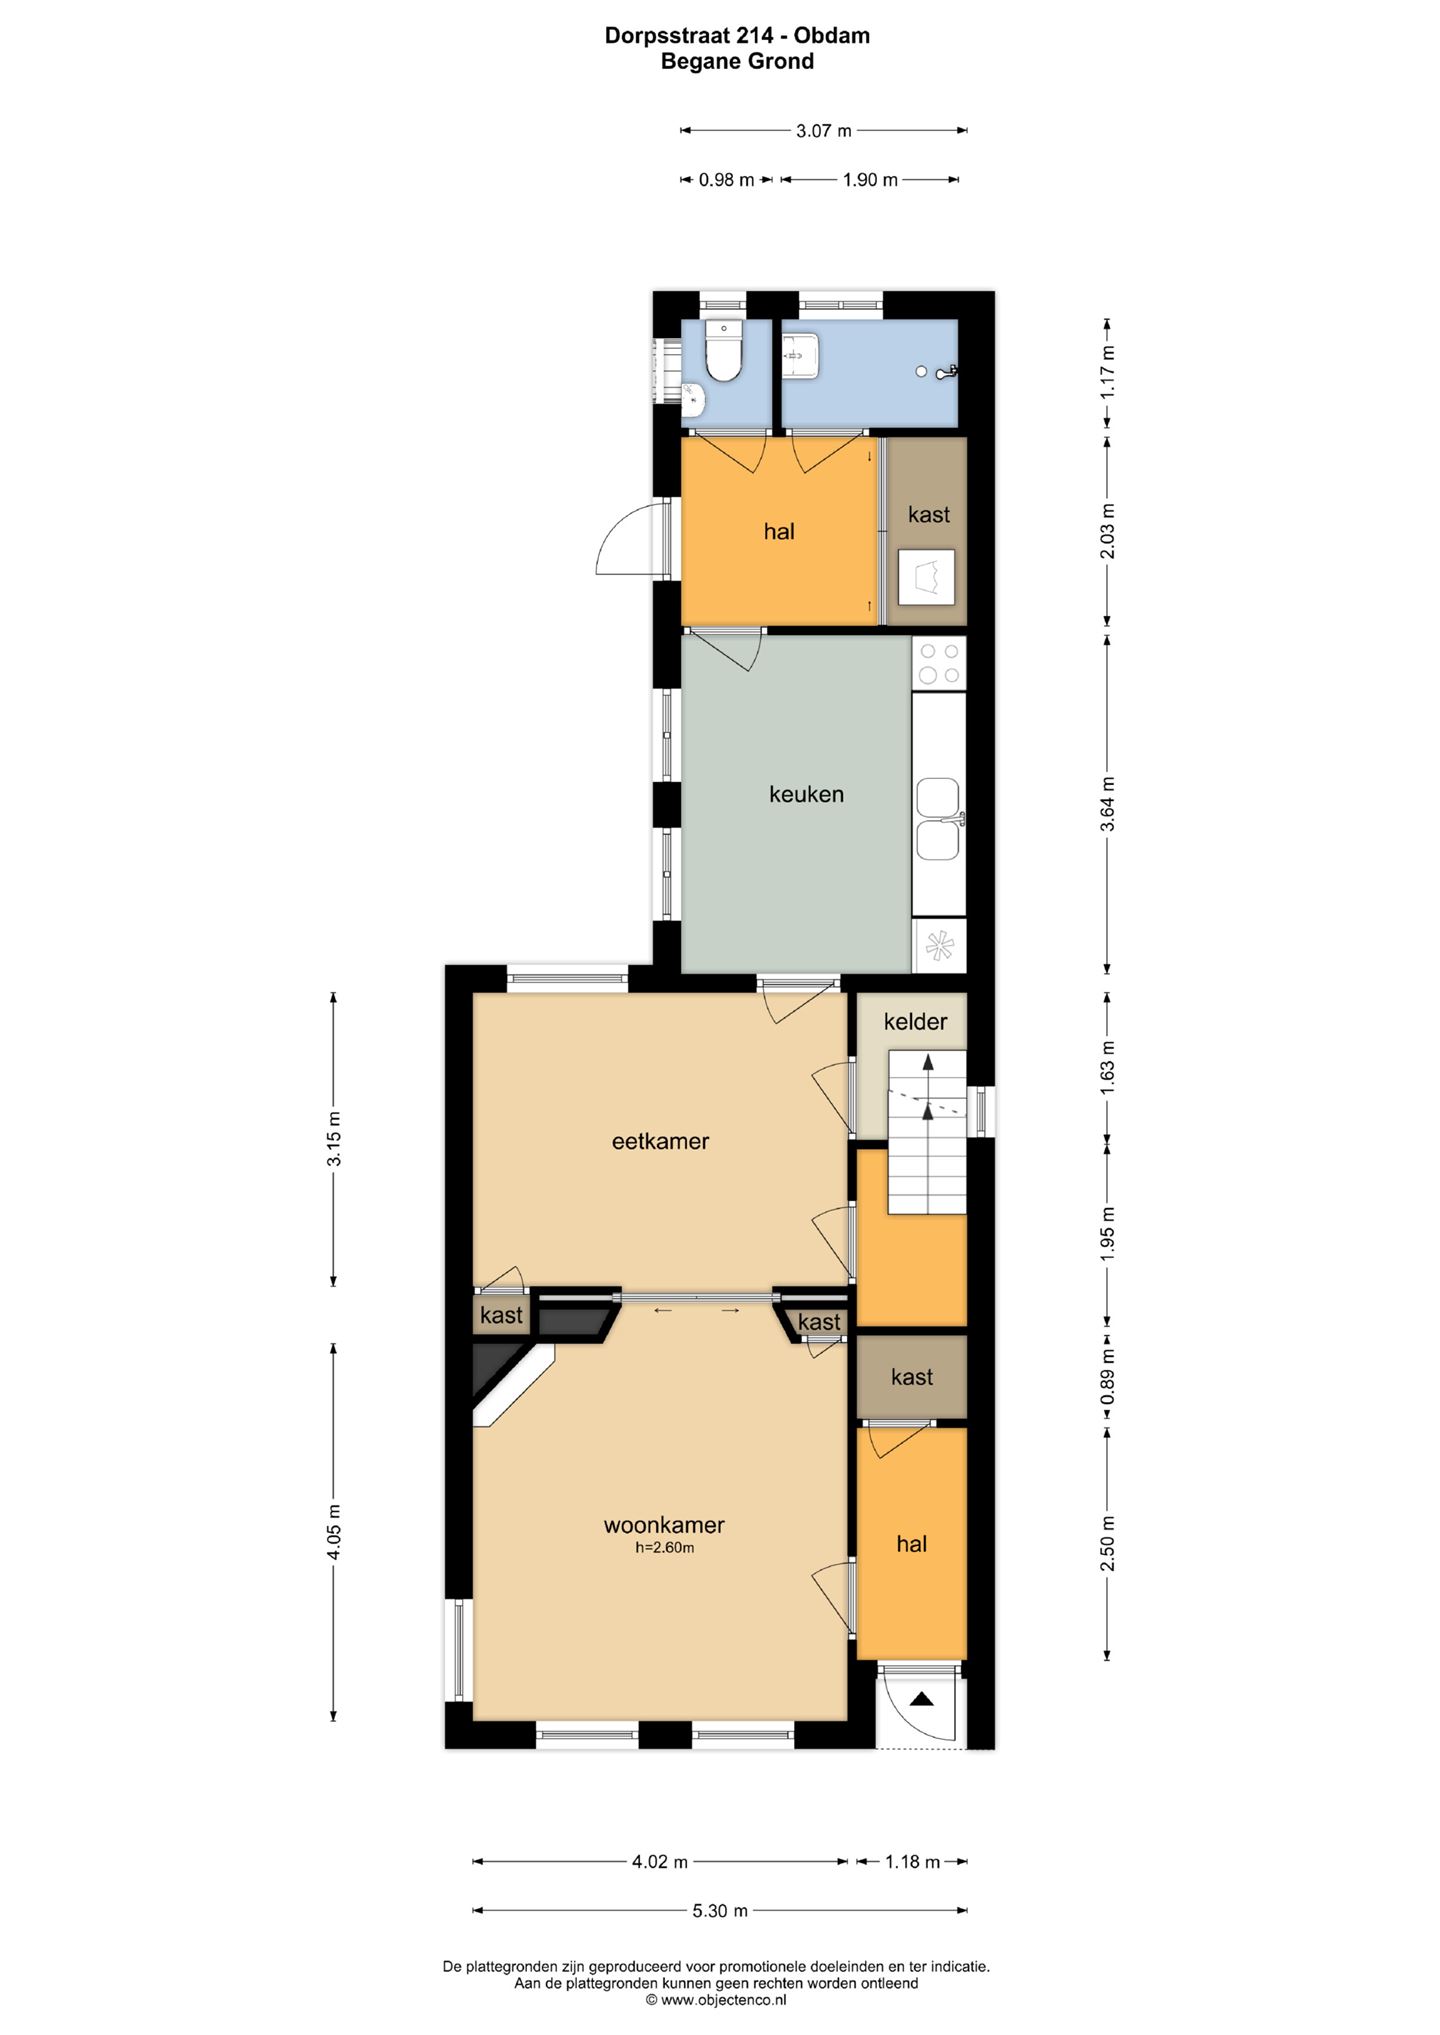 Dorpsstraat 214 - Obdam
Begane Grond
3.07 m
0.98 m
1.90 m
1.17 m
kast
hal
2.03 m
keuken
3.64 m
kelder
1.63 m
3.15 m
eetkamer
1.95 m
kast
kast
kast
0.89 m
4.05 m
woonkamer
h=2.60m
hal
2.50 m
4.02 m
1.18 m
5.30 m
De plattegronden zijn geproduceerd voor promotionele doeleinden en ter indicatie.
Aan de plattegronden kunnen geen rechten worden ontleend
© www.objectenco.nl